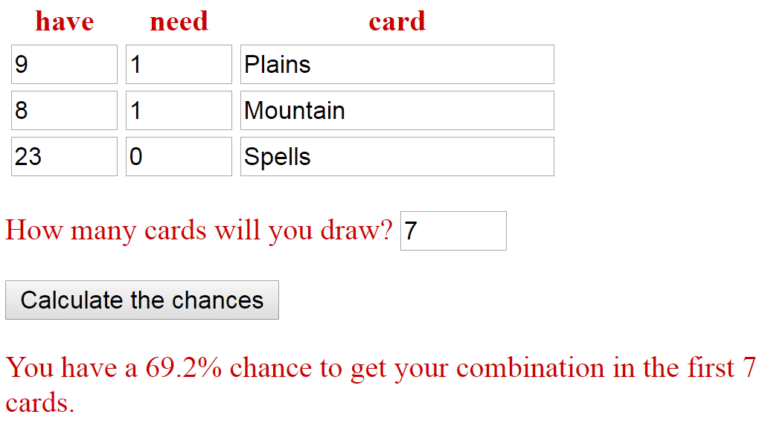 have need card
9 1 Plains
8 1 Mountain
23 0 Spells
How many cards will you draw? 7
Calculate the chances
You have a 69.2% chance to get your combination in the first 7
cards.